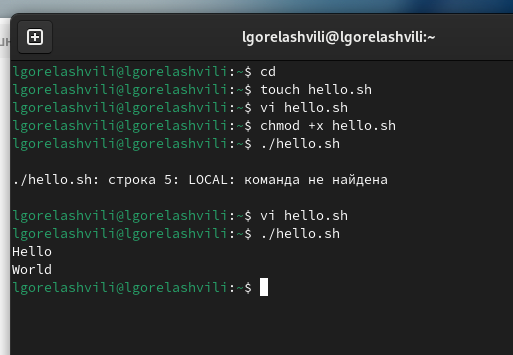 lgorelashvili@lgorelashvili:~
lgorelashvili@lgorelashvili:~$ cd
lgorelashvili@lgorelashvili:~$ touch hello.sh
lgorelashvili@lgorelashvili:~$ vi hello.sh
lgorelashvili@lgorelashvili:~$ chmod +x hello.sh
lgorelashvili@lgorelashvili:~$ ./hello.sh
./hello.sh: строка 5: LOCAL: команда не найдена
lgorelashvili@lgorelashvili:~$ vi hello.sh
lgorelashvili@lgorelashvili:~$ ./hello.sh
Hello
World
lgorelashvili@lgorelashvili:~$